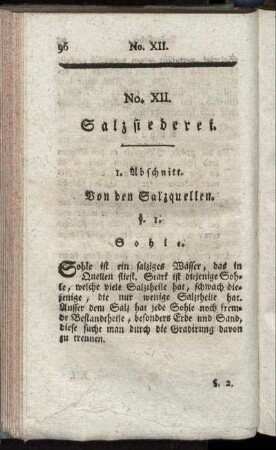 96 No. XII.
No. XII.
Salzsiederei.
1. Abschnitt.
Von den Salzquellen.
§. 1.
Sohle.
Sohle ist ein salziges Wasser, das in
Quellen fliest. Stark ist diejenige Soh-
le, welche viele Salztheile hat, schwach die-
jenige, die nur wenige Salztheile hat.
Ausser dem Salz hat jede Sohle noch frem-
de Bestandtheile, besonders Erde und Sand,
diese sucht man durch die Gradirung davon
zu trennen.
§. 2.